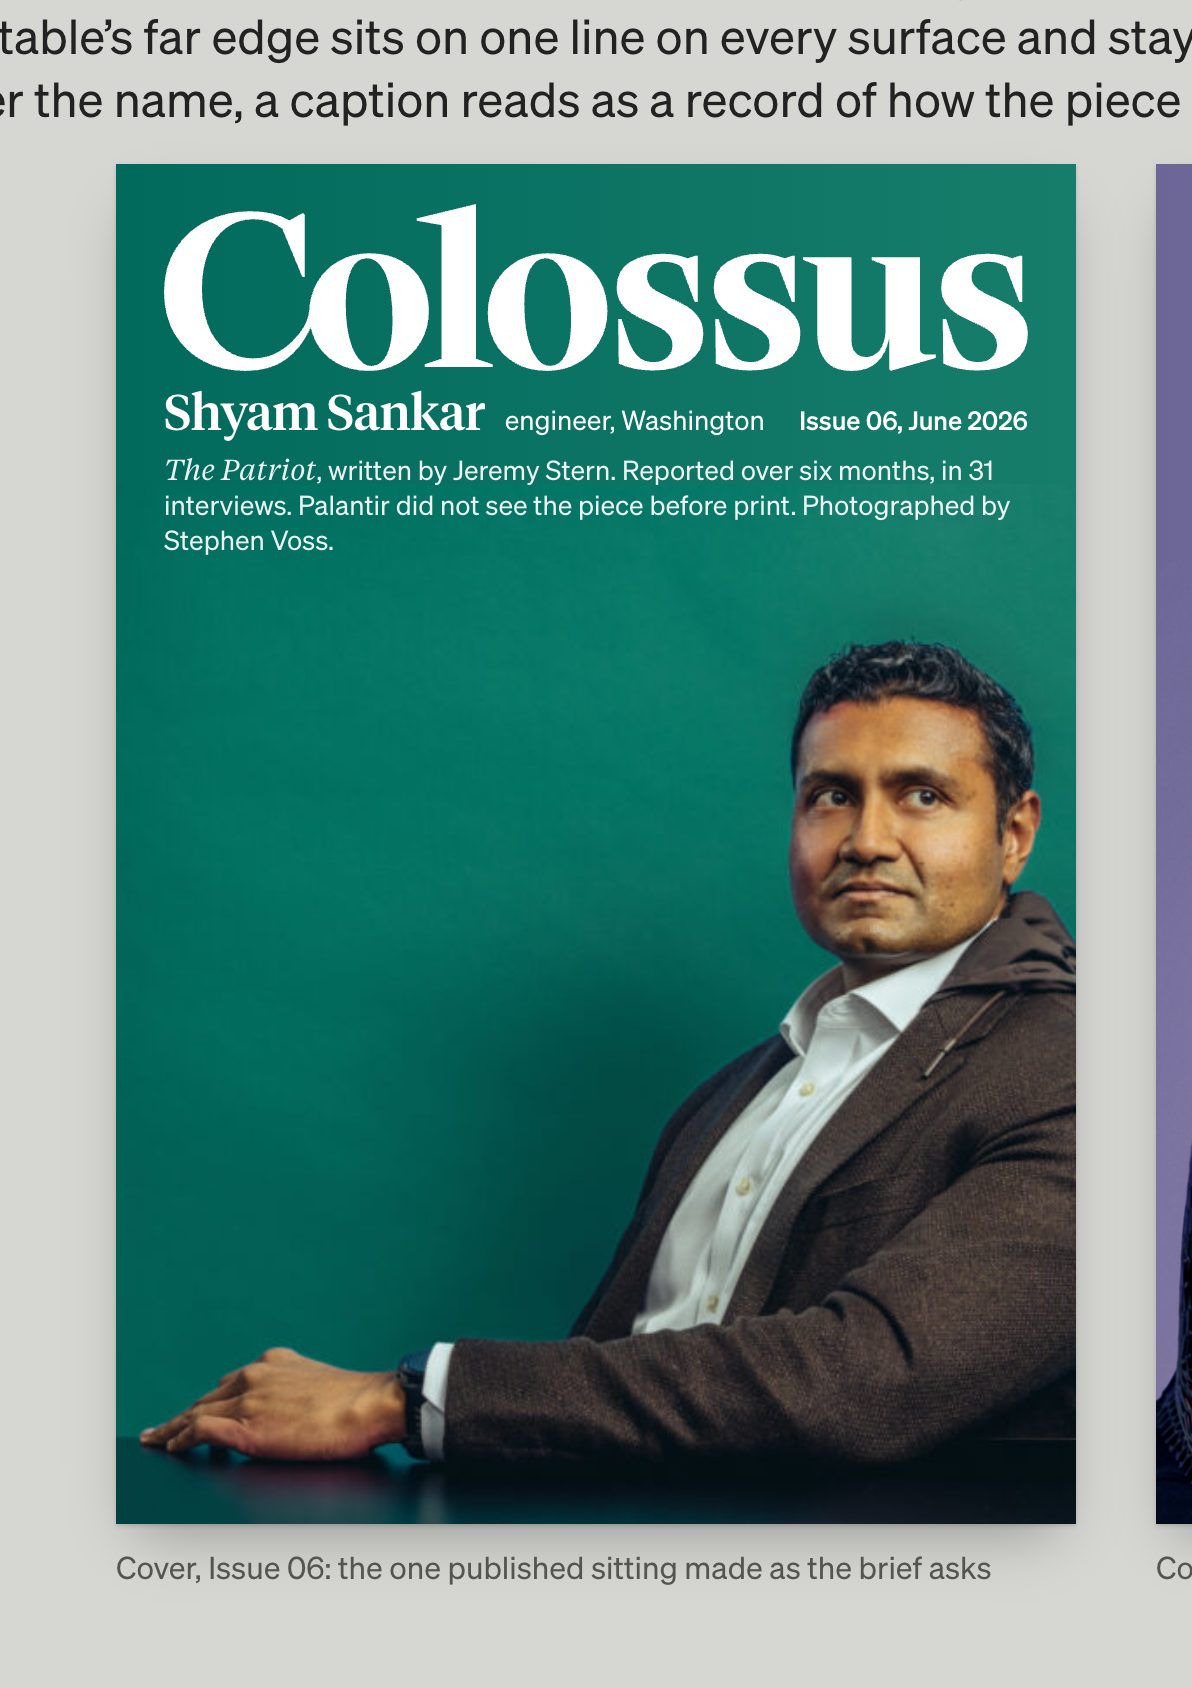 table’s far edge sits on one line on every surface and stay
er the name, a caption reads as a record of how the piece
Colossus
Shyam Sankar engineer, Washington Issue 06, June 2026
The Patriot, written by Jeremy Stern. Reported over six months, in 31
interviews. Palantir did not see the piece before print. Photographed by
Stephen Voss.
Cover, Issue 06: the one published sitting made as the brief asks
Co